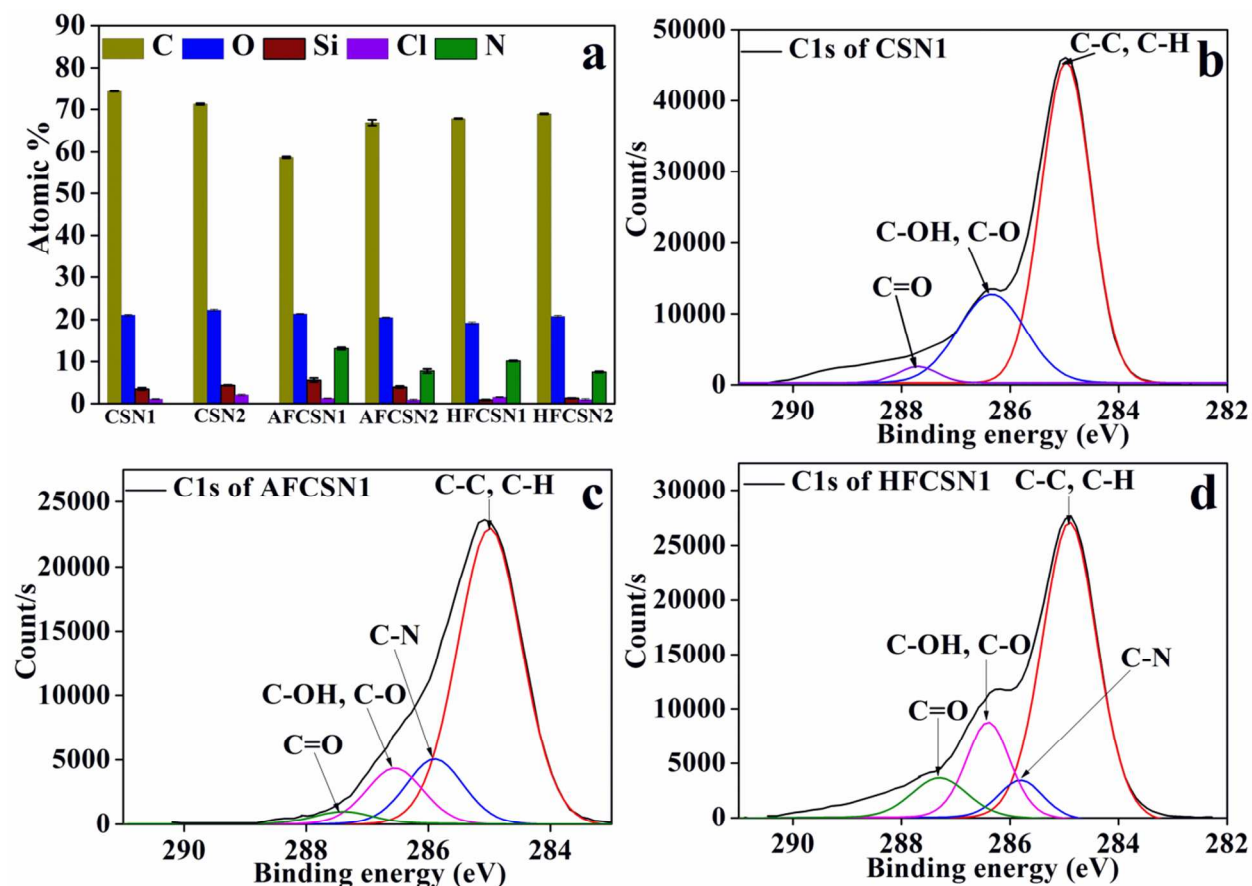 C O Si Cl N
a
90
80
70
60
50
40
30
20
10
0
Atomic %
CSN1 CSN2 AFCSN1 AFCSN2 HFCSN1 HFCSN2
C1s of CSN1
b
C-C, C-H
C-OH, C-O
C=O
50000
40000
30000
20000
10000
0
Count/s
290 288 286 284 282
Binding energy (eV)
C1s of AFCSN1
c
C-C, C-H
C-N
C-OH, C-O
C=O
25000
20000
15000
10000
5000
0
Count/s
290 288 286 284
Binding energy (eV)
C1s of HFCSN1
d
C-C, C-H
C-OH, C-O
C-N
C=O
30000
25000
20000
15000
10000
5000
0
Count/s
290 288 286 284 282
Binding energy (eV)